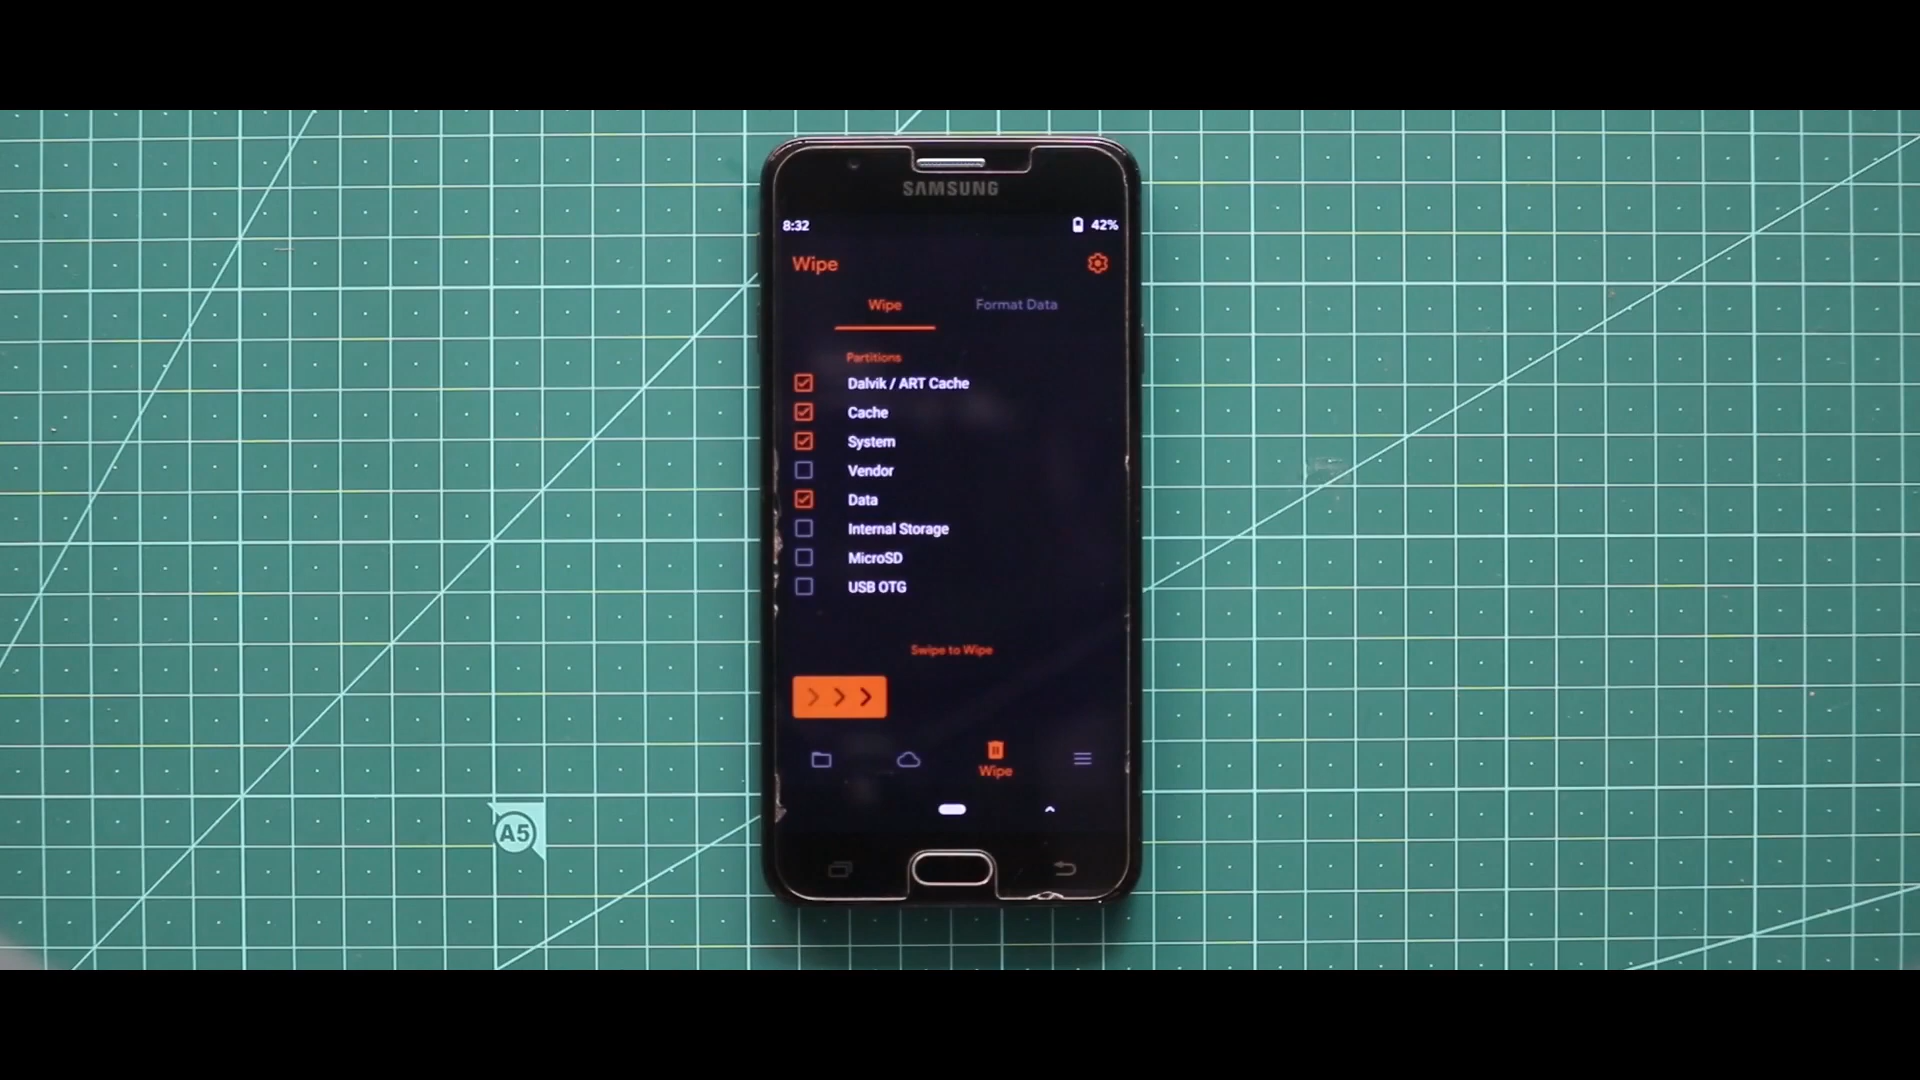 SAMSUNG
8:32 42%
Wipe
Wipe Format Data
Partitions
Dalvik / ART Cache
Cache
System
Vendor
Data
Internal Storage
MicroSD
USB OTG
Swipe to Wipe
Wipe
A5